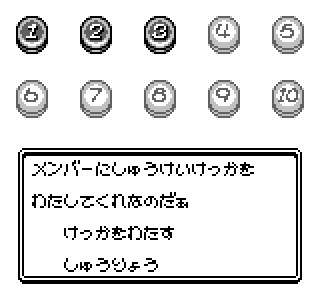 1 2 3 4 5
6 7 8 9 10
メンバーにしゅうけいけっかを
わたしてくれなのだぁ
けっかをわたす
しゅうりょう